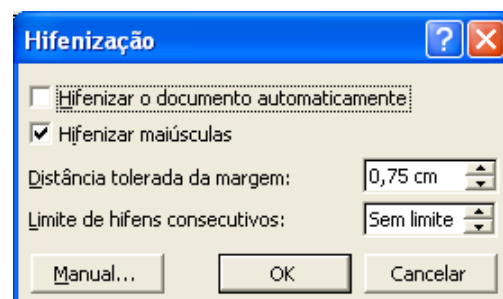 Hifenização
Hifenizar o documento automaticamente
Hifenizar maiúsculas
Distância tolerada da margem: 0,75 cm
Limite de hifens consecutivos: Sem limite
Manual... OK Cancelar